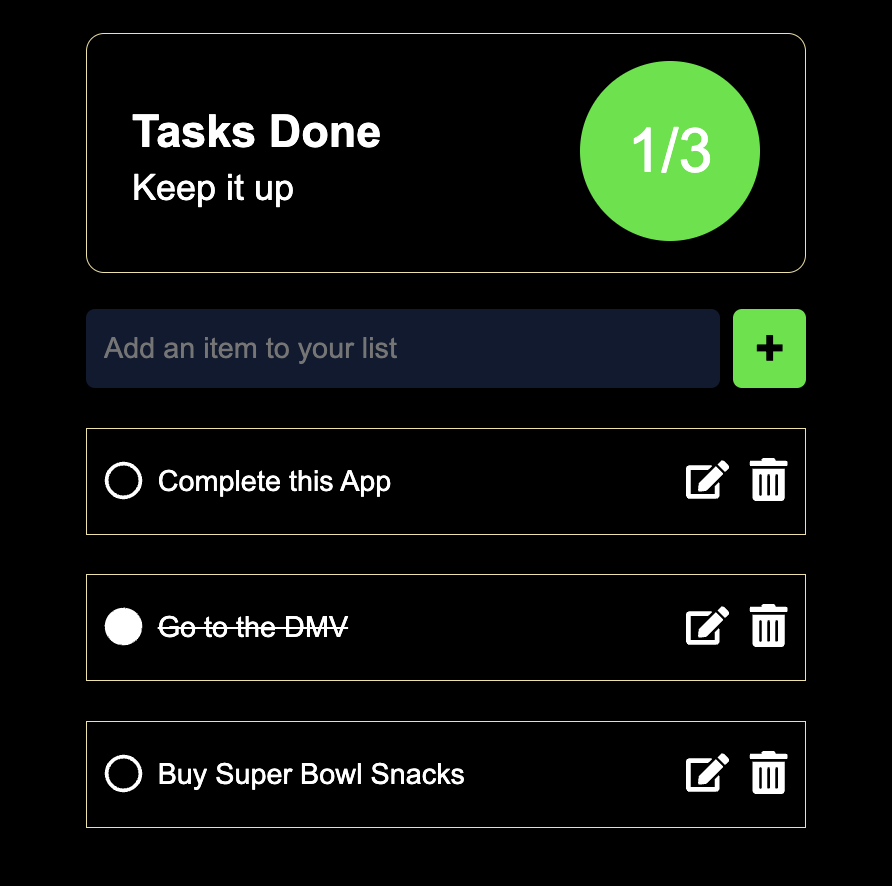 Tasks Done
Keep it up
1/3
Add an item to your list
Complete this App
Go to the DMV
Buy Super Bowl Snacks